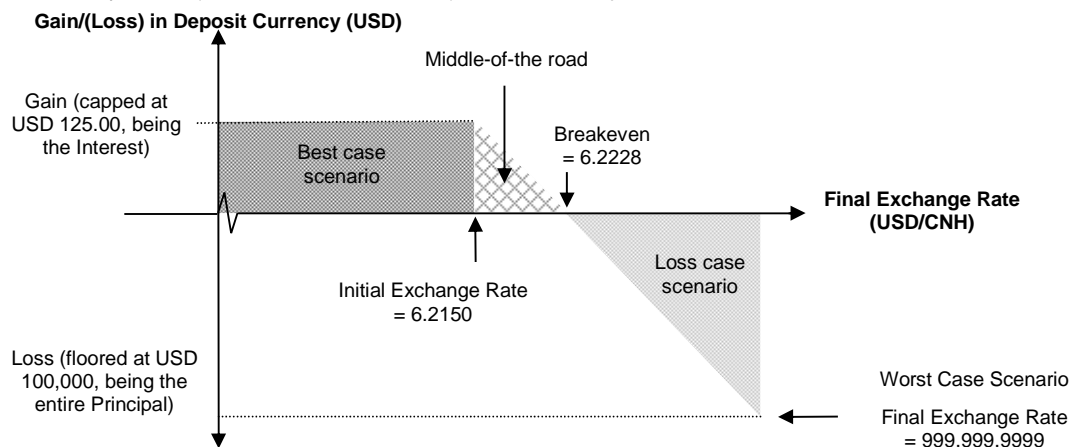 Gain/(Loss) in Deposit Currency (USD)
Middle-of-the road
Gain (capped at
USD 125.00, being
the Interest)
Best case
scenario
Breakeven
= 6.2228
Final Exchange Rate
(USD/CNH)
Initial Exchange Rate
= 6.2150
Loss case
scenario
Loss (floored at USD
100,000, being the
entire Principal)
Worst Case Scenario
Final Exchange Rate
= 999.999.9999